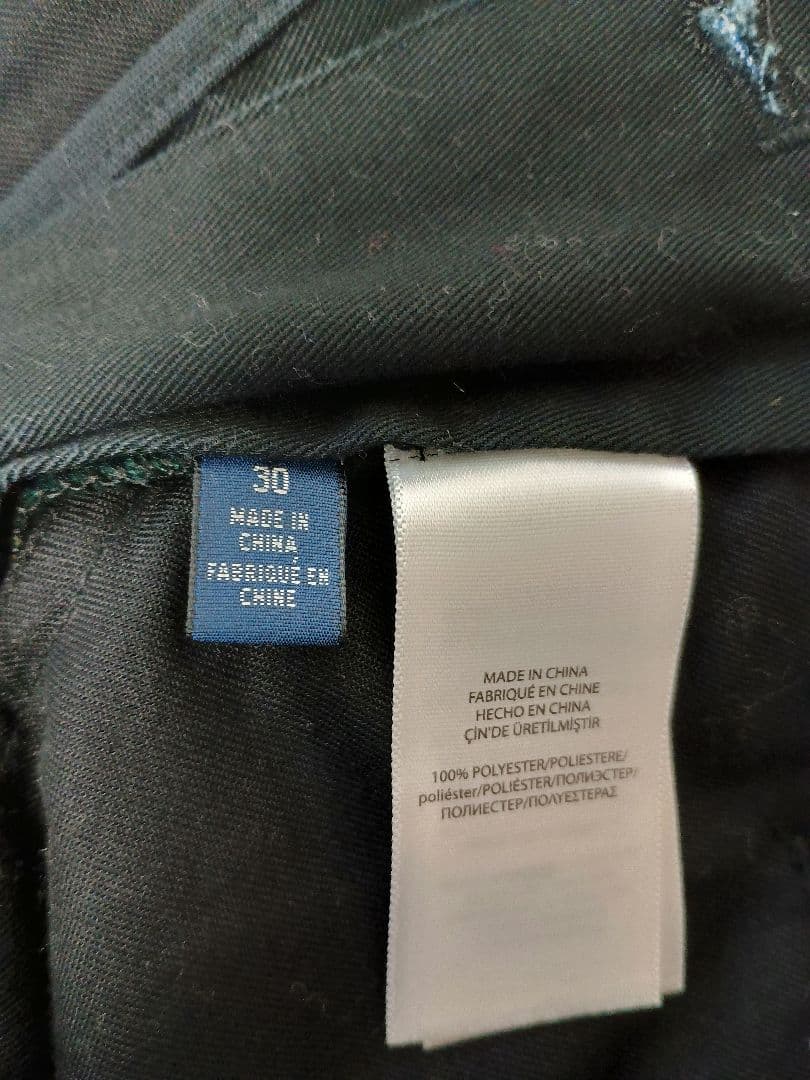 30
MADE IN
CHINA
FABRIQUÉ EN
CHINE
MADE IN CHINA
FABRIQUÉ EN CHINE
HECHO EN CHINA
ÇİN'DE ÜRETİLMİŞTİR
100% POLYESTER/POLIESTERE/
poliéster/POLIÉSTER/ПОЛИЭСТЕР/
ПОЛИЕСТЕР/ΠΟΛΥΕΣΤΕΡΑΣ